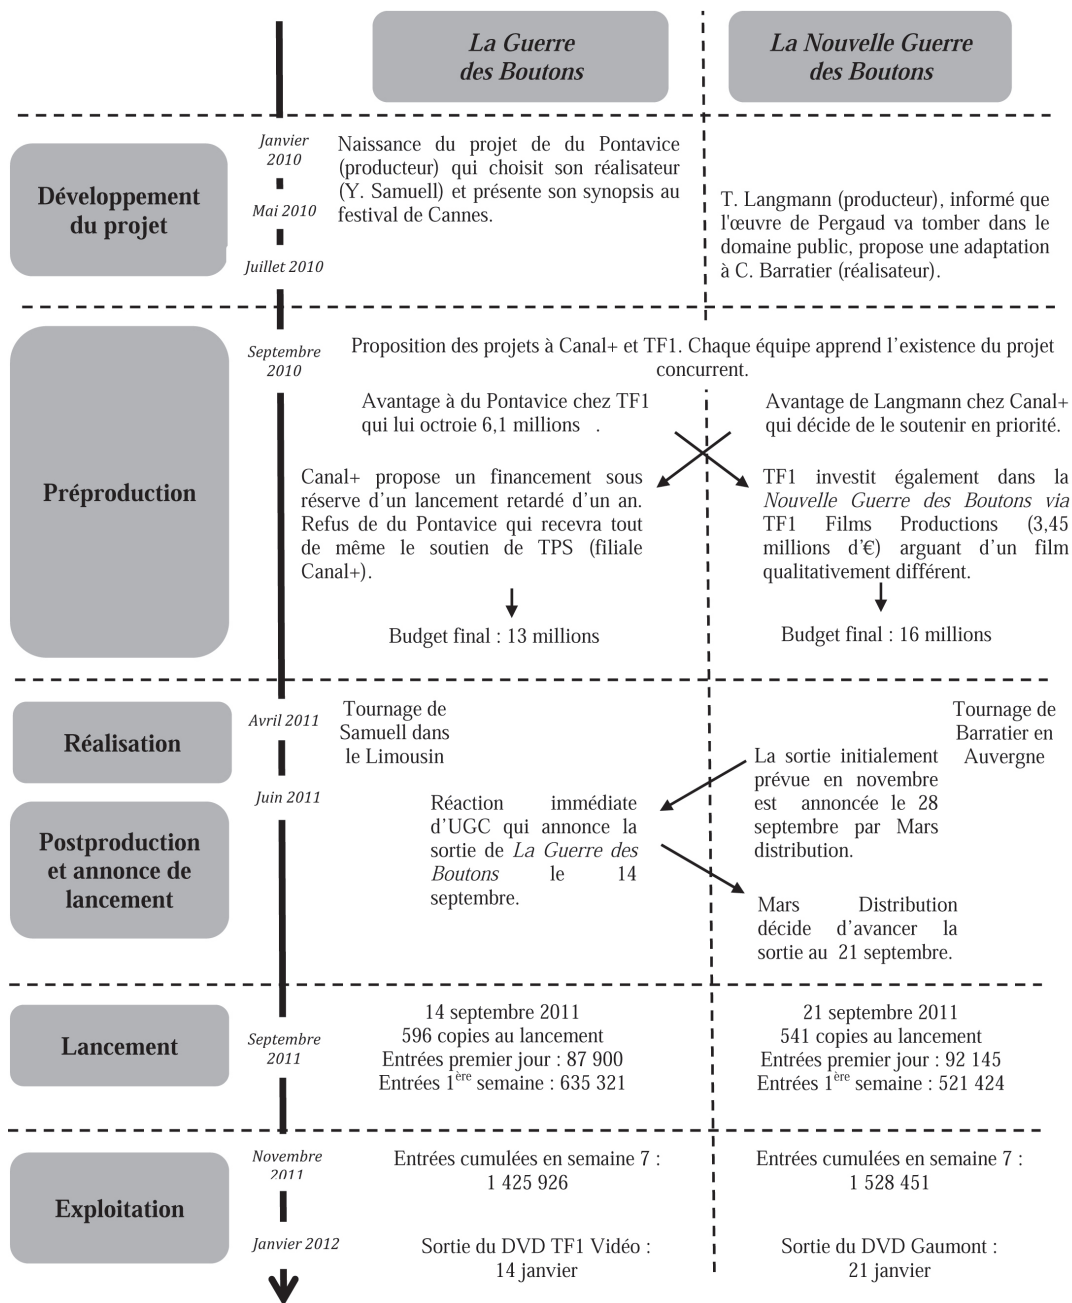 La Guerre
des Boutons
La Nouvelle Guerre
des Boutons
Développement
du projet
Janvier
2010
Mai 2010
Juillet 2010
Naissance du projet de du Pontavice
(producteur) qui choisit son réalisateur
(Y. Samuell) et présente son synopsis au
festival de Cannes.
T. Langmann (producteur), informé que
l'œuvre de Pergaud va tomber dans le
domaine public, propose une adaptation
à C. Barratier (réalisateur).
Préproduction
Septembre
2010
Proposition des projets à Canal+ et TF1. Chaque équipe apprend l’existence du projet
concurrent.
Avantage à du Pontavice chez TF1
qui lui octroie 6,1 millions .
Avantage de Langmann chez Canal+
qui décide de le soutenir en priorité.
Canal+ propose un financement sous
réserve d’un lancement retardé d’un an.
Refus de du Pontavice qui recevra tout
de même le soutien de TPS (filiale
Canal+).
TF1 investit également dans la
Nouvelle Guerre des Boutons via
TF1 Films Productions (3,45
millions d’€) arguant d’un film
qualitativement différent.
Budget final : 13 millions
Budget final : 16 millions
Réalisation
Avril 2011
Tournage de
Samuell dans
le Limousin
Tournage de
Barratier en
Auvergne
Postproduction
et annonce de
lancement
Juin 2011
La sortie initialement
prévue en novembre
est annoncée le 28
septembre par Mars
distribution.
Réaction immédiate
d’UGC qui annonce la
sortie de La Guerre des
Boutons le 14
septembre.
Mars Distribution
décide d’avancer la
sortie au 21 septembre.
Lancement
Septembre
2011
14 septembre 2011
596 copies au lancement
Entrées premier jour : 87 900
Entrées 1ère semaine : 635 321
21 septembre 2011
541 copies au lancement
Entrées premier jour : 92 145
Entrées 1ère semaine : 521 424
Exploitation
Novembre
2011
Entrées cumulées en semaine 7 :
1 425 926
Entrées cumulées en semaine 7 :
1 528 451
Janvier 2012
Sortie du DVD TF1 Vidéo :
14 janvier
Sortie du DVD Gaumont :
21 janvier